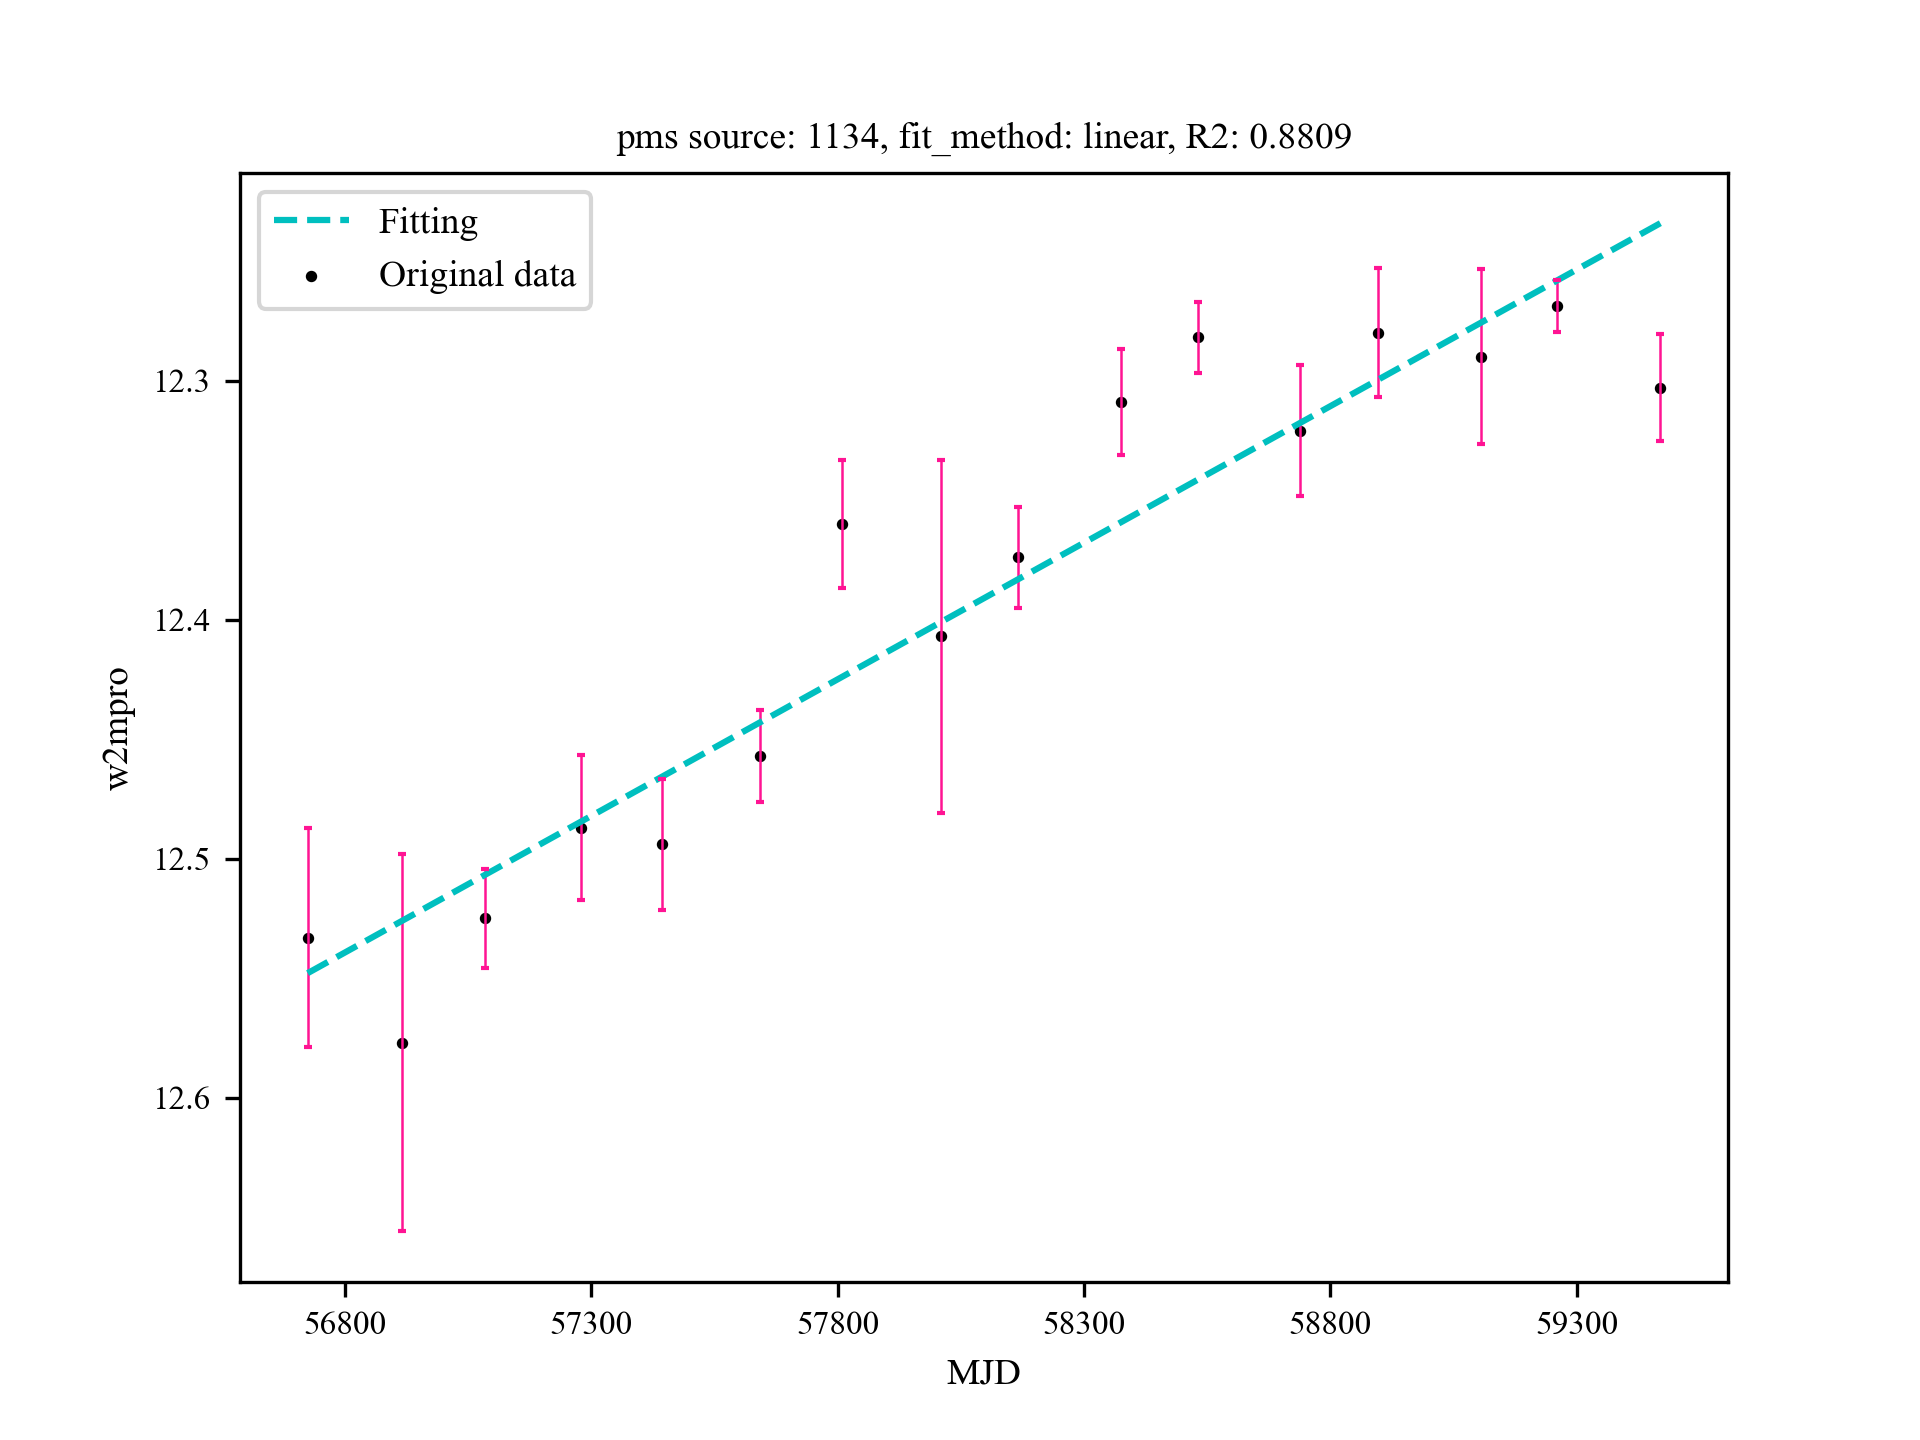 pms source: 1134, fit_method: linear, R2: 0.8809
Fitting
Original data
12.3
12.4
12.5
12.6
w2mpro
56800 57300 57800 58300 58800 59300
MJD